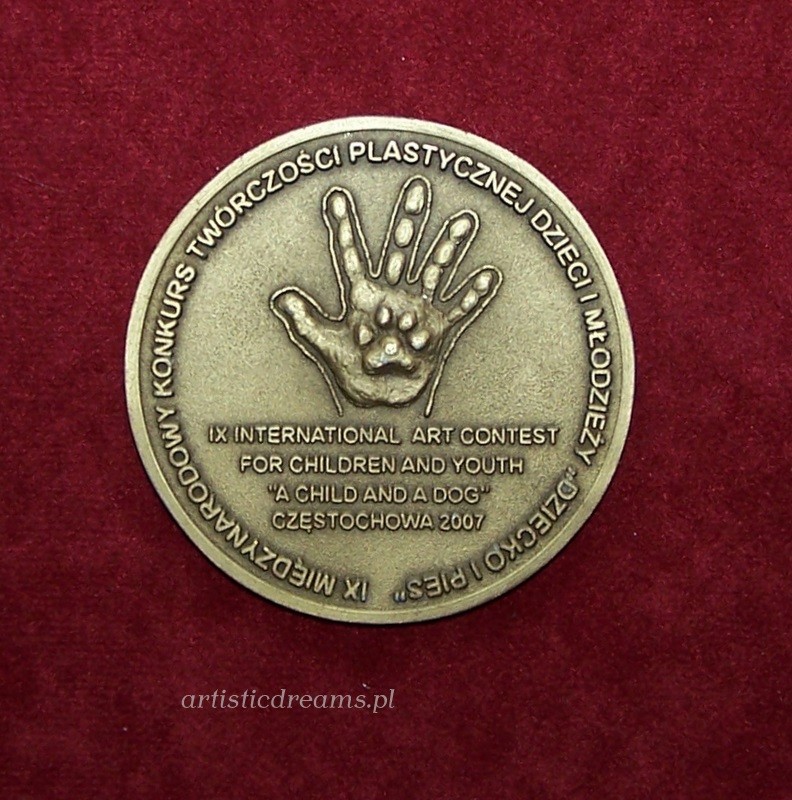 IX MIĘDZYNARODOWY KONKURS TWÓRCZOŚCI PLASTYCZNEJ DZIECI I MŁODZIEŻY "DZIECKO I PIES"
IX INTERNATIONAL ART CONTEST
FOR CHILDREN AND YOUTH
"A CHILD AND A DOG"
CZĘSTOCHOWA 2007
artisticdreams.pl